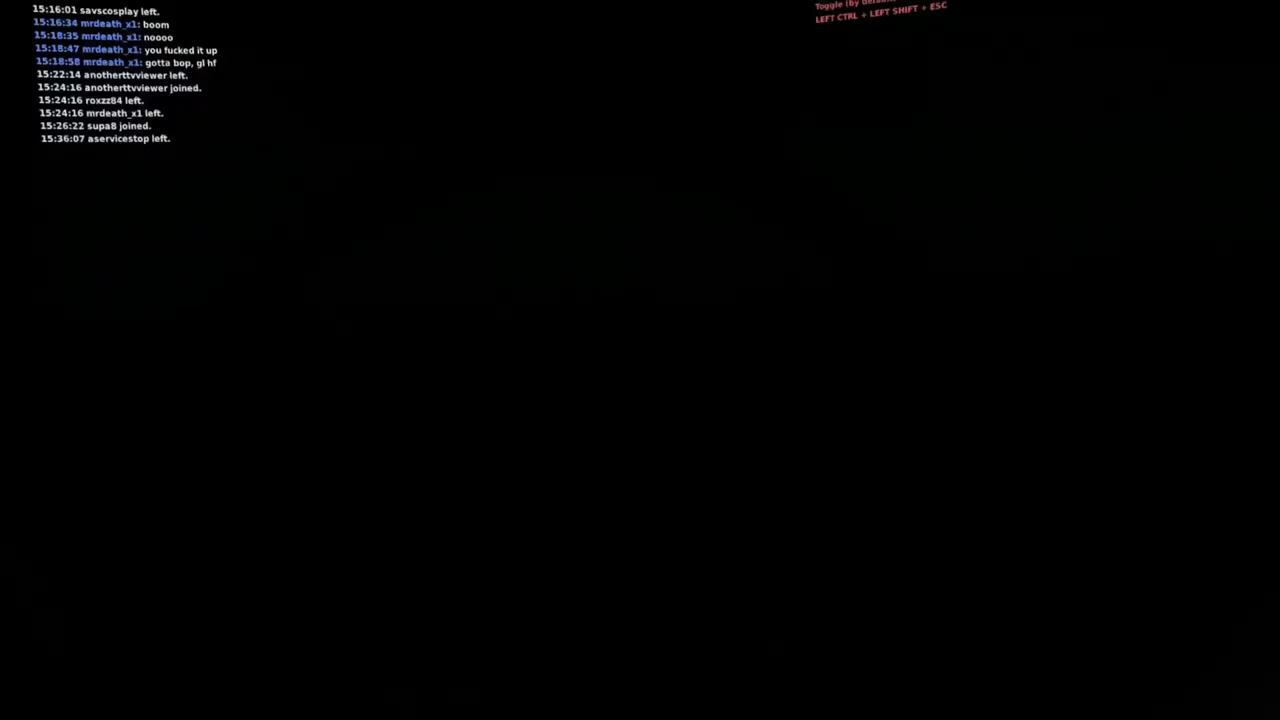 15:16:01 savscosplay left.
15:16:34 mrdeath_x1: boom
15:18:35 mrdeath_x1: noooo
15:18:47 mrdeath_x1: you fucked it up
15:18:58 mrdeath_x1: gotta bop, gl hf
15:22:14 anotherttvviewer left.
15:24:16 anotherttvviewer joined.
15:24:16 roxzz84 left.
15:24:16 mrdeath_x1 left.
15:26:22 supa8 joined.
15:36:07 aservicestop left.
Toggle (by
LEFT CTRL + LEFT SHIFT + ESC